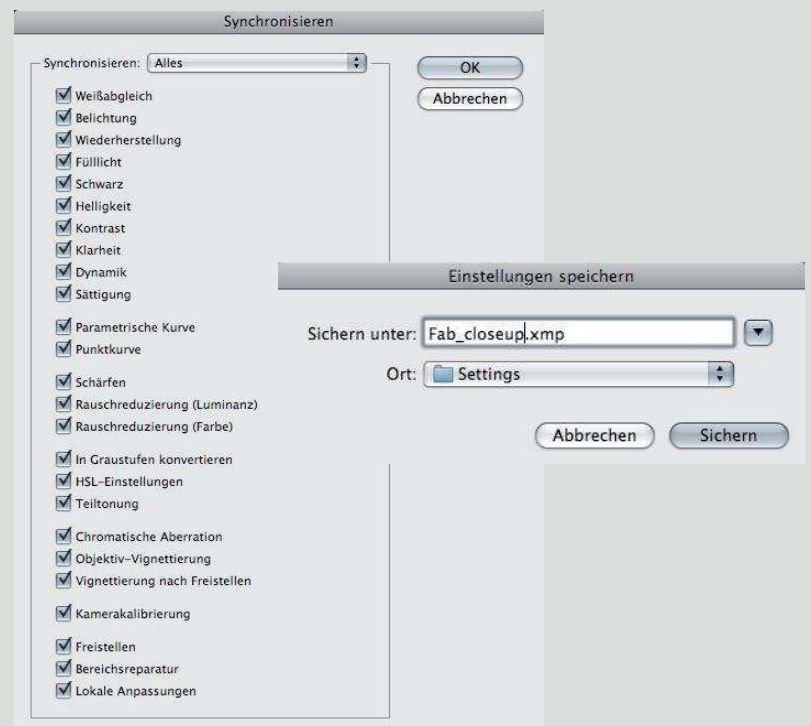 Synchronisieren
Synchronisieren: Alles
OK
Abbrechen
Weißabgleich
Belichtung
Wiederherstellung
Fülllicht
Schwarz
Helligkeit
Kontrast
Klarheit
Dynamik
Sättigung
Parametrische Kurve
Punktkurve
Schärfen
Rauschreduzierung (Luminanz)
Rauschreduzierung (Farbe)
In Graustufen konvertieren
HSL-Einstellungen
Teiltonung
Chromatische Aberration
Objektiv-Vignettierung
Vignettierung nach Freistellen
Kamerakalibrierung
Freistellen
Bereichsreparatur
Lokale Anpassungen
Einstellungen speichern
Sichern unter: Fab_closeup.xmp
Ort: Settings
Abbrechen
Sichern